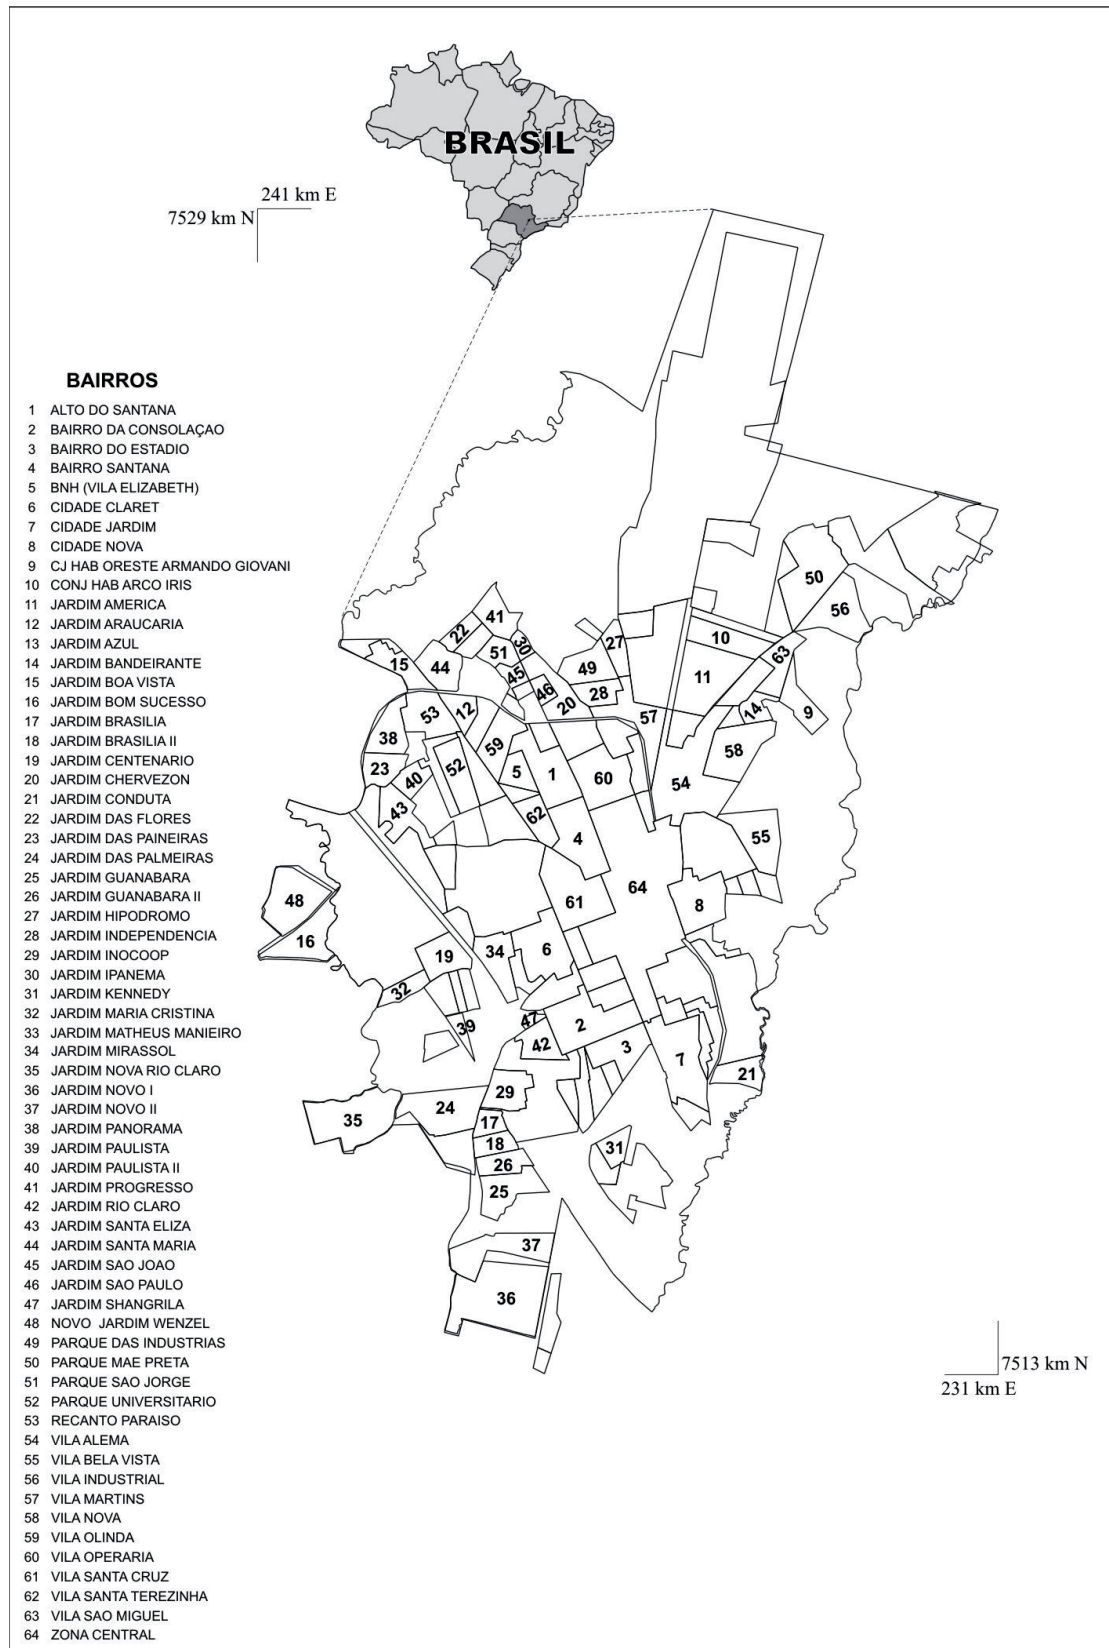 BRASIL
241 km E
7529 km N
BAIRROS
1 ALTO DO SANTANA
2 BAIRRO DA CONSOLAÇAO
3 BAIRRO DO ESTADIO
4 BAIRRO SANTANA
5 BNH (VILA ELIZABETH)
6 CIDADE CLARET
7 CIDADE JARDIM
8 CIDADE NOVA
9 CJ HAB ORESTE ARMANDO GIOVANI
10 CONJ HAB ARCO IRIS
11 JARDIM AMERICA
12 JARDIM ARAUCARIA
13 JARDIM AZUL
14 JARDIM BANDEIRANTE
15 JARDIM BOA VISTA
16 JARDIM BOM SUCESSO
17 JARDIM BRASILIA
18 JARDIM BRASILIA II
19 JARDIM CENTENARIO
20 JARDIM CHERVEZON
21 JARDIM CONDUTA
22 JARDIM DAS FLORES
23 JARDIM DAS PAINEIRAS
24 JARDIM DAS PALMEIRAS
25 JARDIM GUANABARA
26 JARDIM GUANABARA II
27 JARDIM HIPODROMO
28 JARDIM INDEPENDENCIA
29 JARDIM INOCOOP
30 JARDIM IPANEMA
31 JARDIM KENNEDY
32 JARDIM MARIA CRISTINA
33 JARDIM MATHEUS MANIEIRO
34 JARDIM MIRASSOL
35 JARDIM NOVA RIO CLARO
36 JARDIM NOVO I
37 JARDIM NOVO II
38 JARDIM PANORAMA
39 JARDIM PAULISTA
40 JARDIM PAULISTA II
41 JARDIM PROGRESSO
42 JARDIM RIO CLARO
43 JARDIM SANTA ELIZA
44 JARDIM SANTA MARIA
45 JARDIM SAO JOAO
46 JARDIM SAO PAULO
47 JARDIM SHANGRILA
48 NOVO JARDIM WENZEL
49 PARQUE DAS INDUSTRIAS
50 PARQUE MAE PRETA
51 PARQUE SAO JORGE
52 PARQUE UNIVERSITARIO
53 RECANTO PARAISO
54 VILA ALEMA
55 VILA BELA VISTA
56 VILA INDUSTRIAL
57 VILA MARTINS
58 VILA NOVA
59 VILA OLINDA
60 VILA OPERARIA
61 VILA SANTA CRUZ
62 VILA SANTA TEREZINHA
63 VILA SAO MIGUEL
64 ZONA CENTRAL
50
56
41
22
30
27
10
63
51
15
44
49
45
11
46
28
20
9
14
53
12
57
38
59
58
23
52
5
1
60
40
54
43
62
4
55
64
48
61
8
16
34
6
19
32
47
39
2
42
3
7
21
29
24
35
17
18
31
26
25
37
36
7513 km N
231 km E